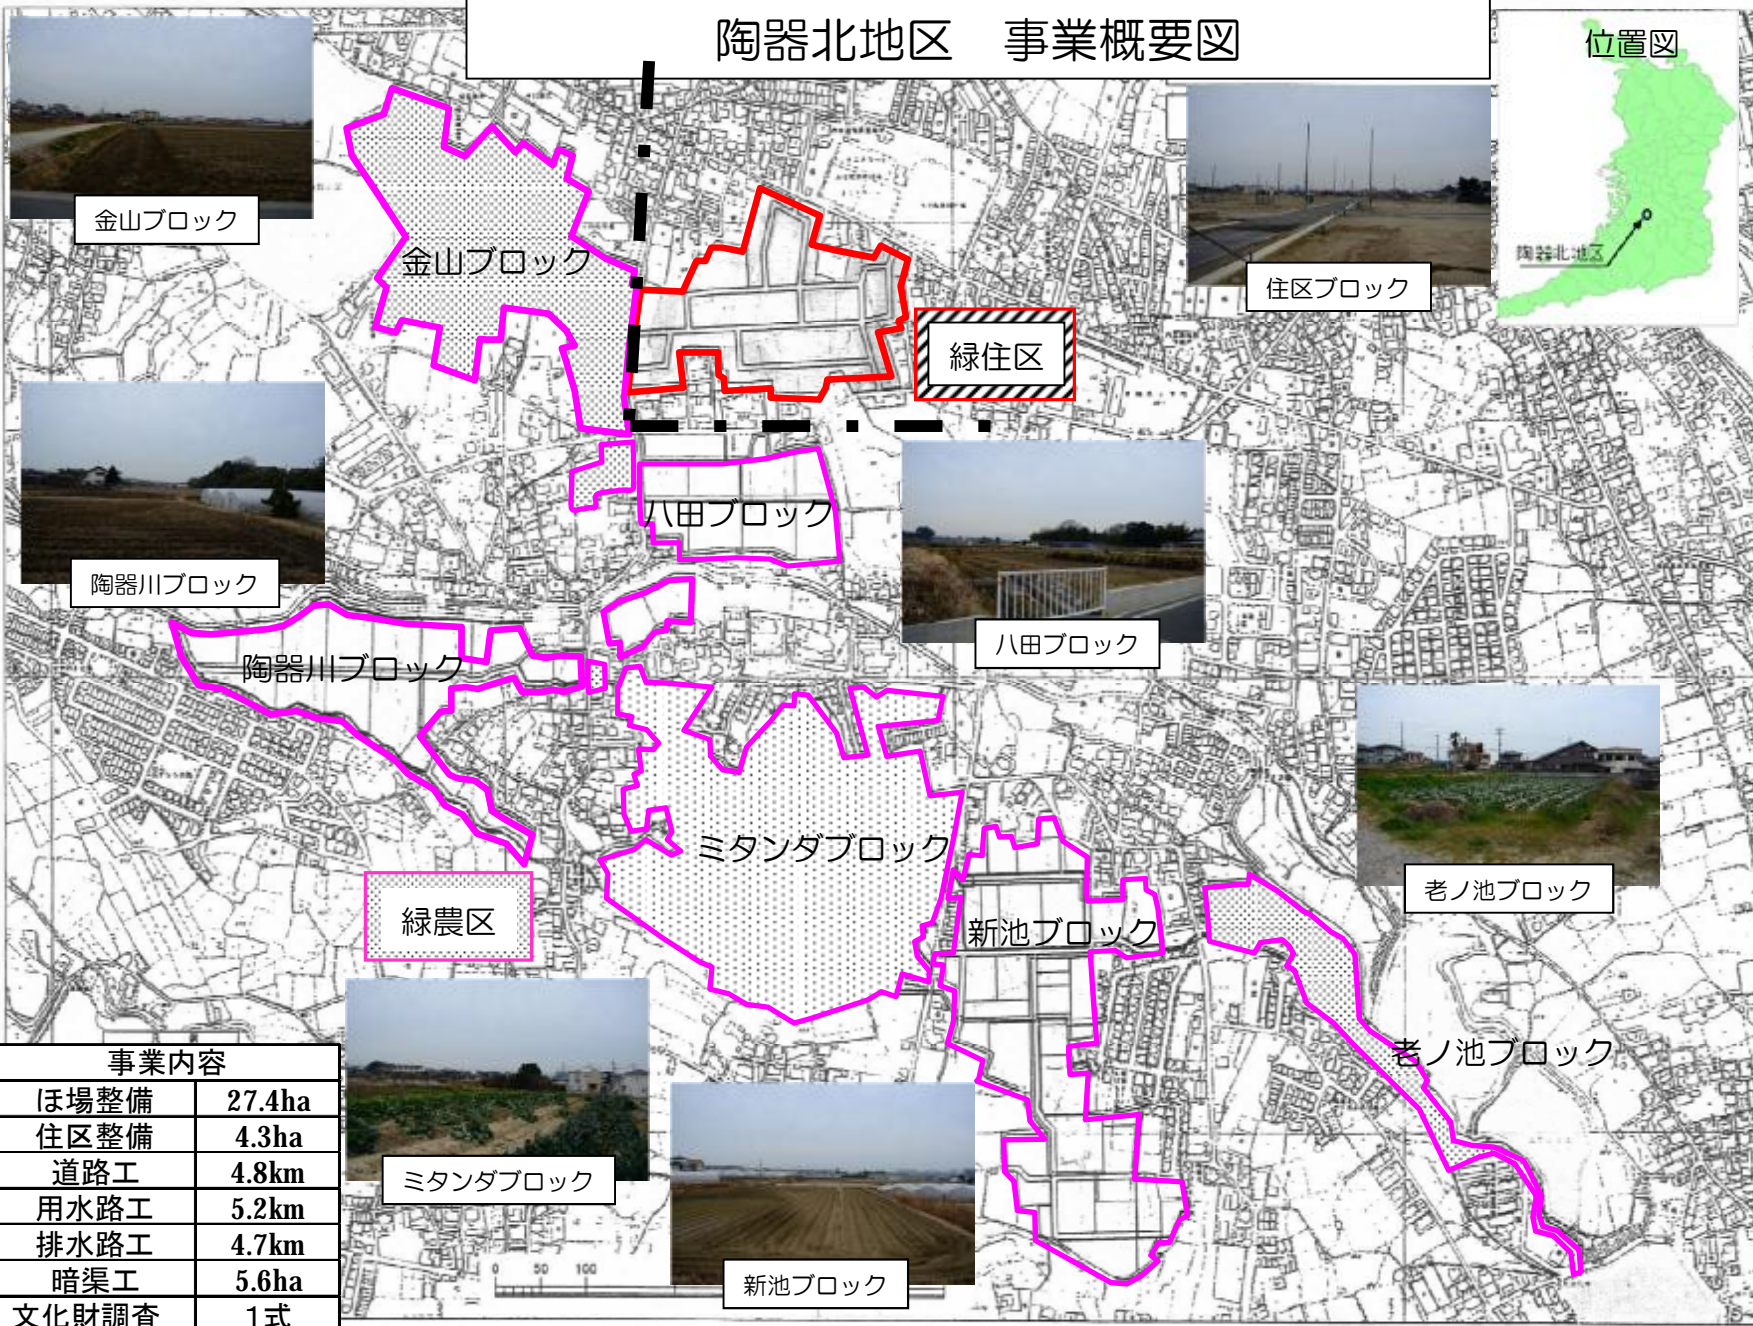 陶器北地区　事業概要図
位置図
陶器北地区
金山ブロック
住区ブロック
金山ブロック
緑住区
八田ブロック
陶器川ブロック
八田ブロック
陶器川ブロック
ミタンダブロック
老ノ池ブロック
緑農区
新池ブロック
老ノ池ブロック
ミタンダブロック
新池ブロック
0 50 100
事業内容
ほ場整備 27.4ha
住区整備 4.3ha
道路工 4.8km
用水路工 5.2km
排水路工 4.7km
暗渠工 5.6ha
文化財調査 1式